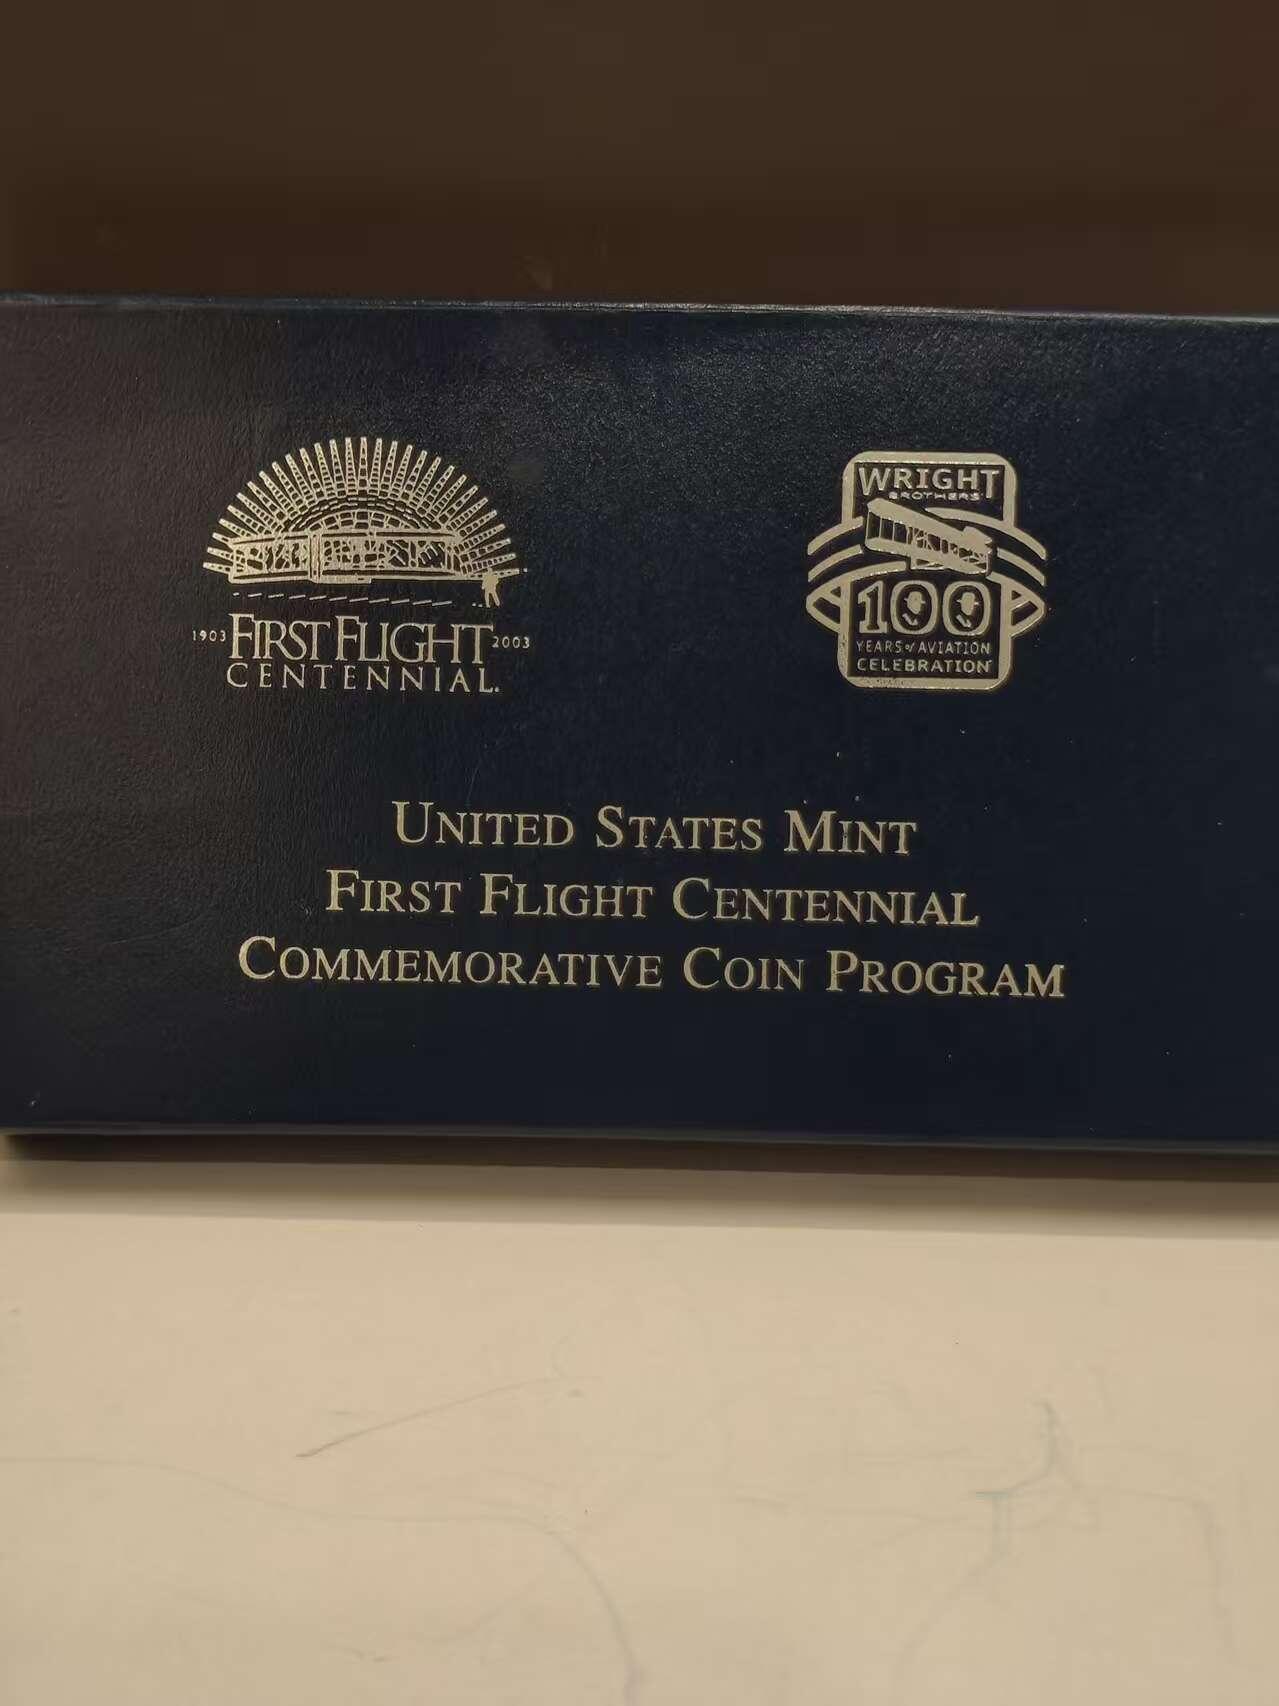 1903 FIRST FLIGHT 2003
CENTENNIAL.
WRIGHT
BROTHERS
100
YEARS of AVIATION
CELEBRATION
UNITED STATES MINT
FIRST FLIGHT CENTENNIAL
COMMEMORATIVE COIN PROGRAM